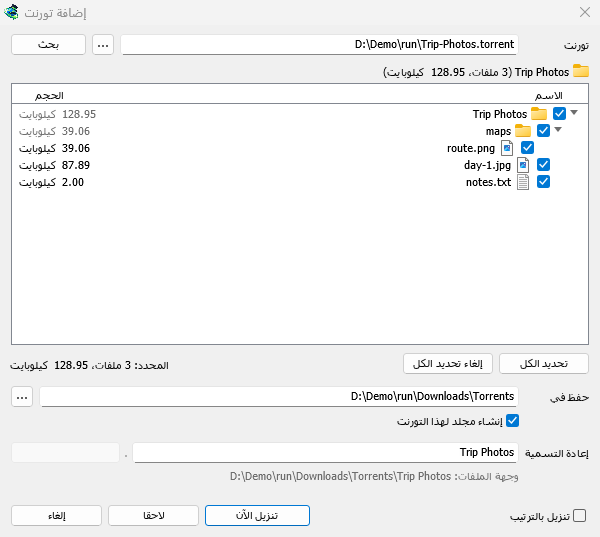 إضافة تورنت
تورنت D:\Demo\run\Trip-Photos.torrent ... بحث
Trip Photos (3 ملفات، 128.95 كيلوبايت)
الاسم الحجم
Trip Photos 128.95 كيلوبايت
maps 39.06 كيلوبايت
route.png 39.06 كيلوبايت
day-1.jpg 87.89 كيلوبايت
notes.txt 2.00 كيلوبايت
تحديد الكل إلغاء تحديد الكل المحدد: 3 ملفات، 128.95 كيلوبايت
حفظ في D:\Demo\run\Downloads\Torrents ...
إنشاء مجلد لهذا التورنت
إعادة التسمية Trip Photos .
وجهة الملفات: D:\Demo\run\Downloads\Torrents\Trip Photos
تنزيل بالترتيب تنزيل الآن لاحقا إلغاء